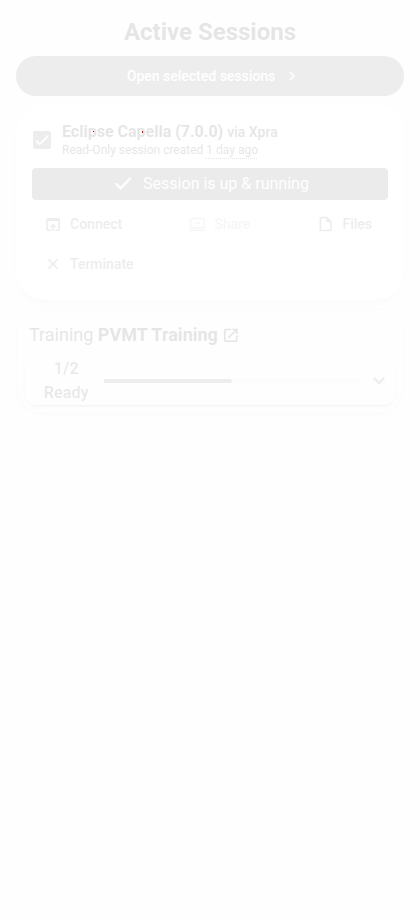 Active Sessions
Open selected sessions
Eclipse Capella (7.0.0) via Xpra
Read-Only session created 1 day ago
Session is up & running
Connect Share Files
Terminate
Training PVMT Training
1/2
Ready